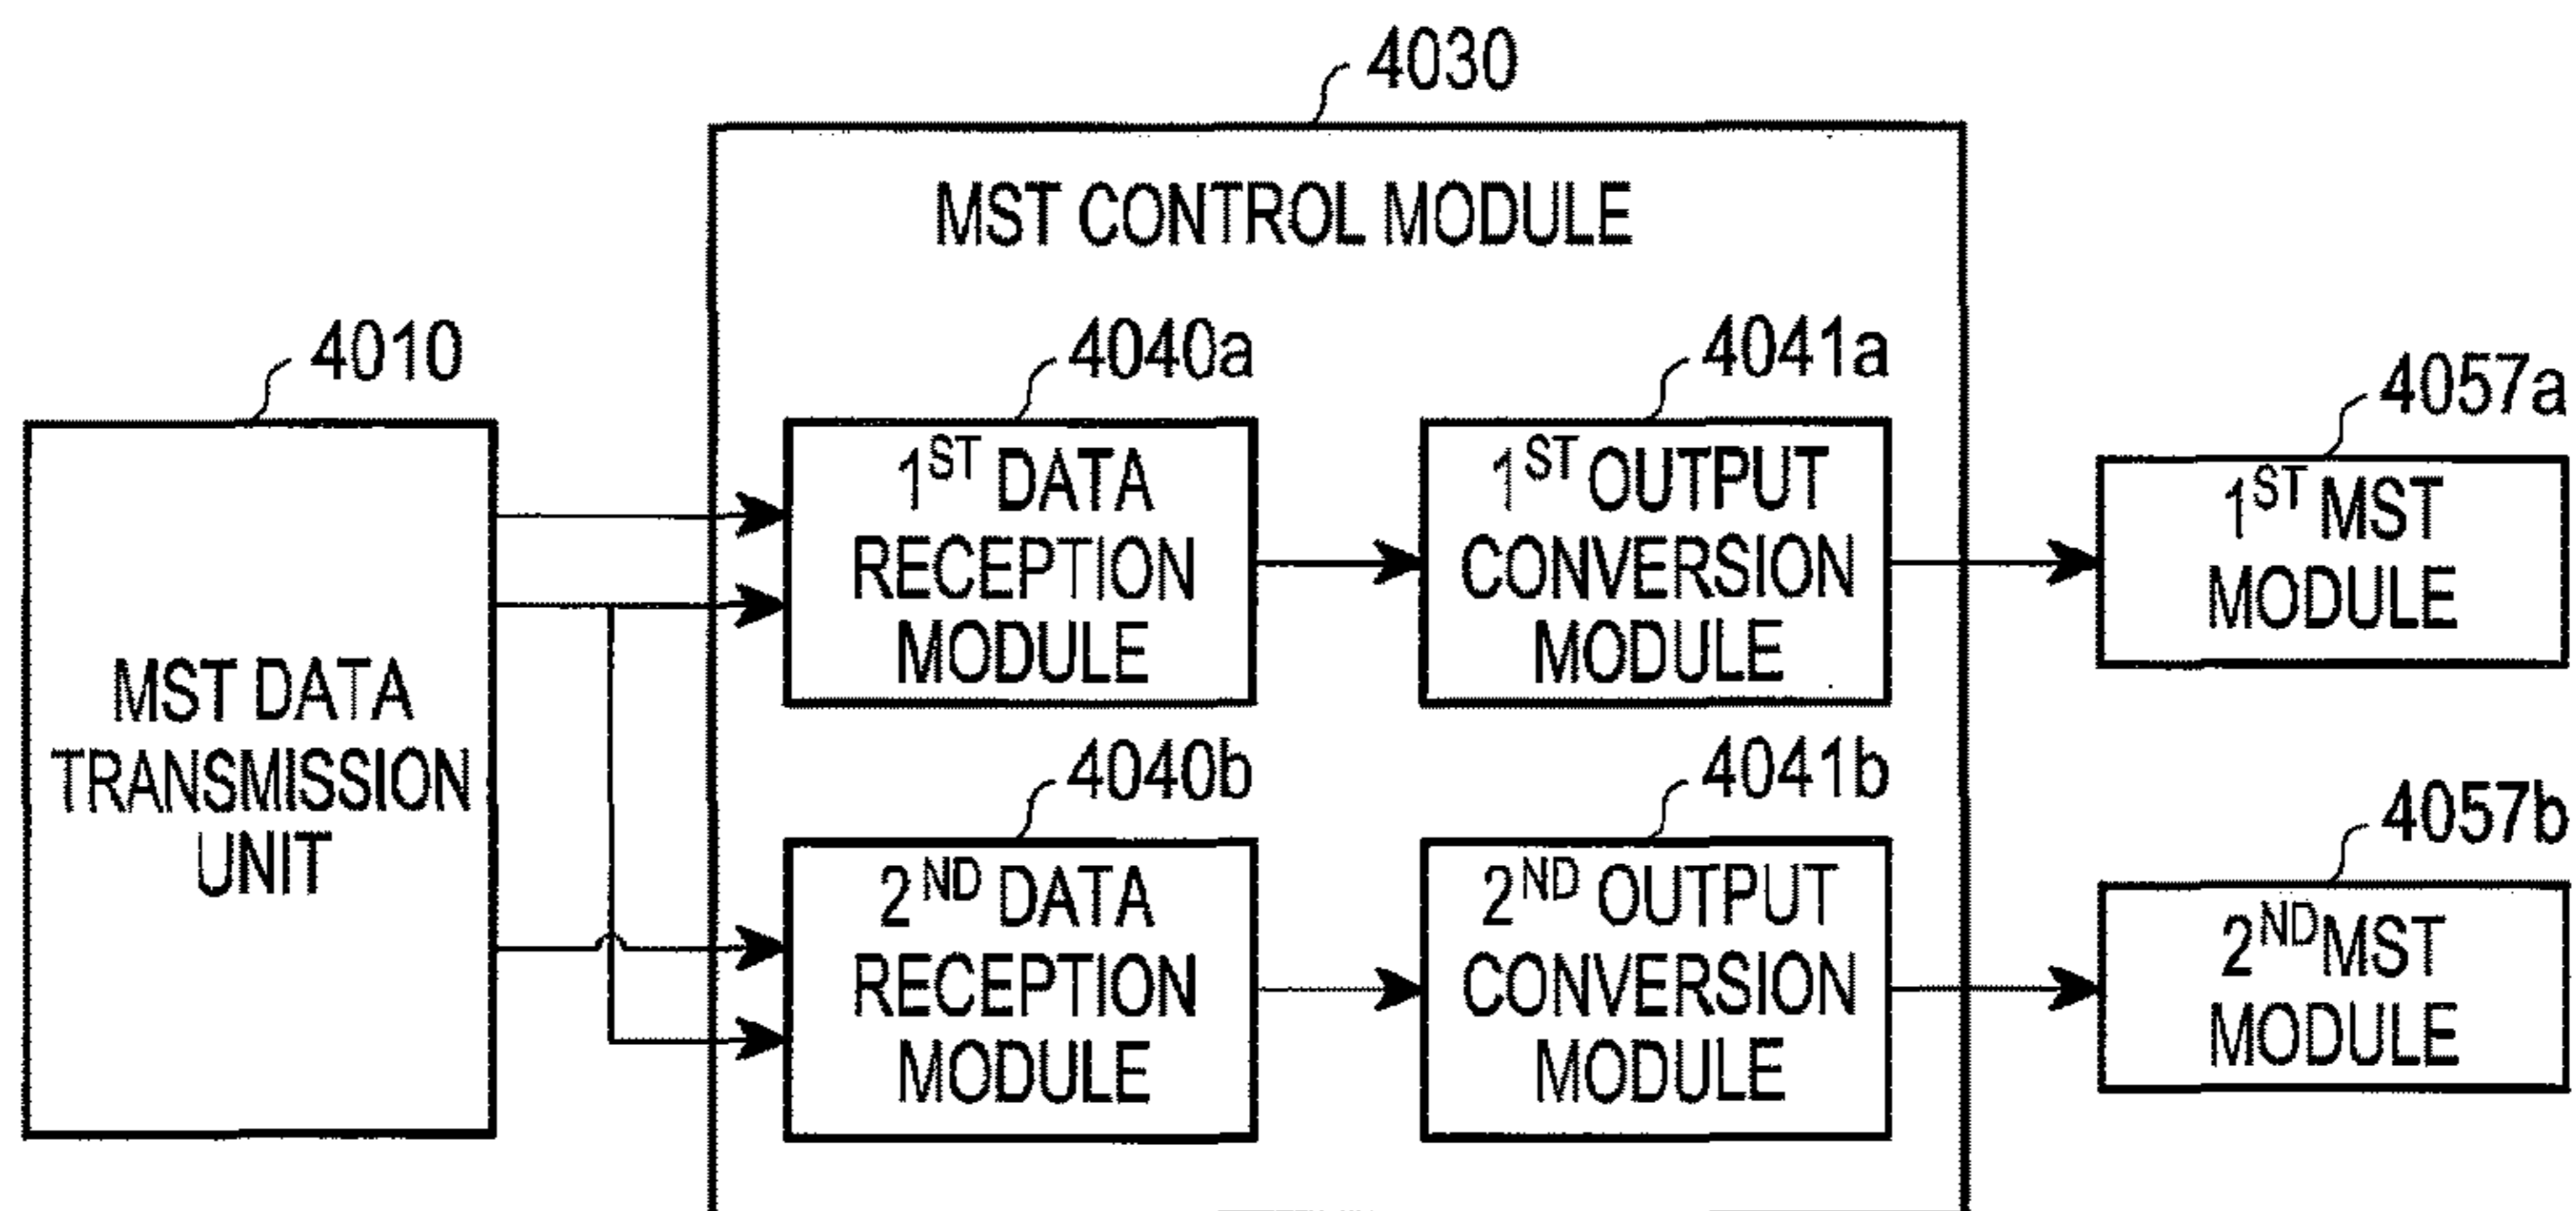 4030
MST CONTROL MODULE
4010
MST DATA
TRANSMISSION
UNIT
4040a
1ST DATA
RECEPTION
MODULE
4041a
1ST OUTPUT
CONVERSION
MODULE
4057a
1ST MST
MODULE
4040b
2ND DATA
RECEPTION
MODULE
4041b
2ND OUTPUT
CONVERSION
MODULE
4057b
2ND MST
MODULE